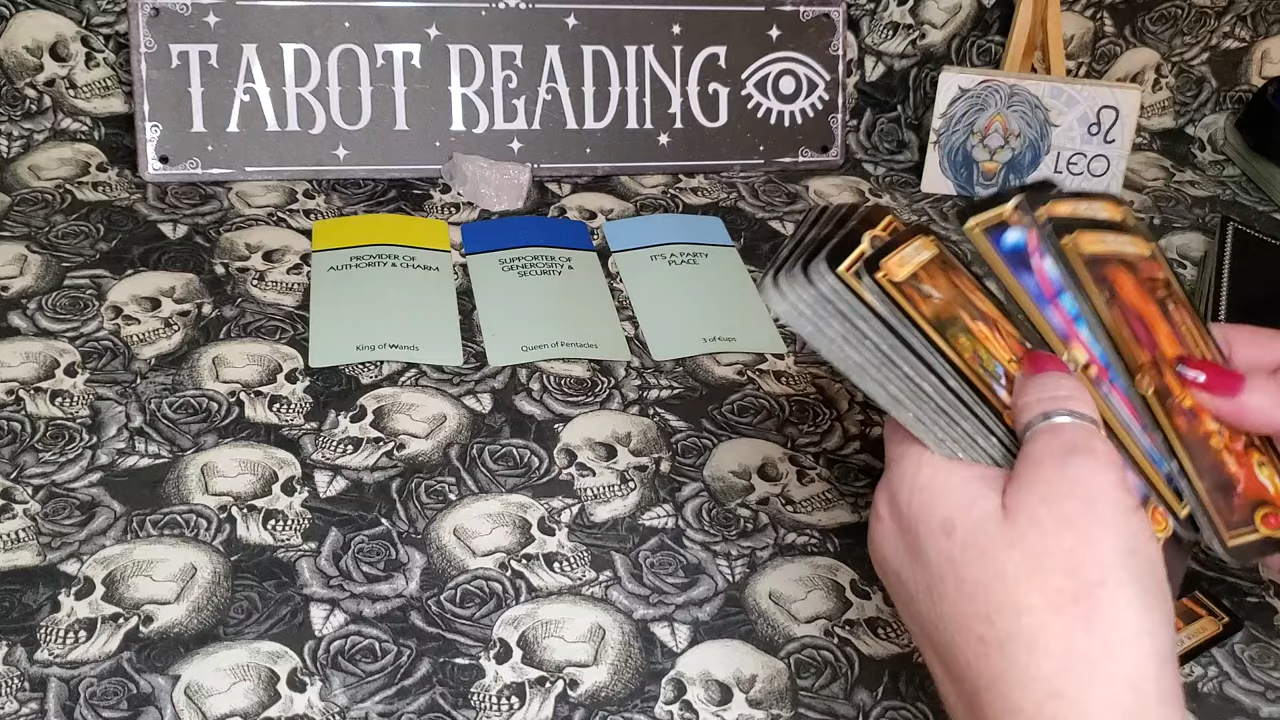 TAROT READING
LEO
PROVIDER OF
AUTHORITY & CHARM
King of Wands
SUPPORTER OF
GENEROSITY &
SECURITY
Queen of Pentacles
IT'S A PARTY
PLACE
3 of Cups